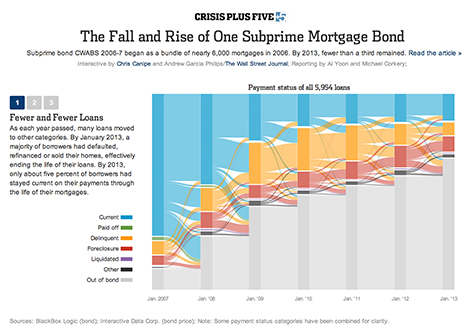 CRISIS PLUS FIVE +5
The Fall and Rise of One Subprime Mortgage Bond
Subprime bond CWABS 2006-7 began as a bundle of nearly 6,000 mortgages in 2006. By 2013, fewer than a third remained. Read the article »
Interactive by Chris Canipe and Andrew Garcia Philips/The Wall Street Journal; Reporting by Al Yoon and Michael Corkery;
1 2 3
Payment status of all 5,954 loans
Fewer and Fewer Loans
As each year passed, many loans moved
to other categories. By January 2013, a
majority of borrowers had defaulted,
refinanced or sold their homes, effectively
ending the life of their loans. By 2013,
only about five percent of borrowers had
stayed current on their payments through
the life of their mortgages.
Current
Paid off
Delinquent
Foreclosure
Liquidated
Other
Out of bond
Jan. 2007 Jan. '08 Jan. '09 Jan. '10 Jan. '11 Jan. '12 Jan. '13
Sources: BlackBox Logic (bond); Interactive Data Corp. (bond price); Note: Some payment status categories have been combined for clarity.